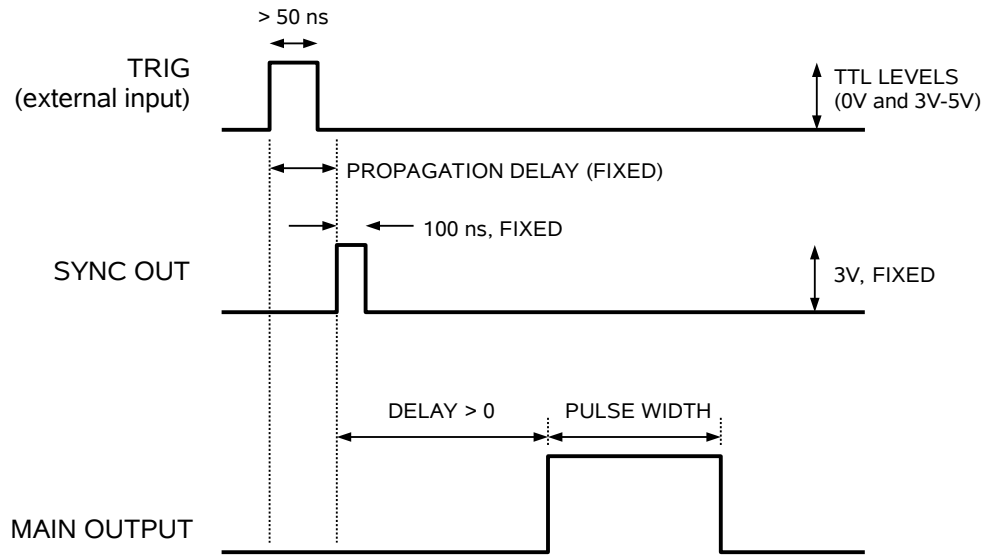 > 50 ns
TRIG
(external input)
TTL LEVELS
(0V and 3V-5V)
PROPAGATION DELAY (FIXED)
100 ns, FIXED
SYNC OUT
3V, FIXED
DELAY > 0
PULSE WIDTH
MAIN OUTPUT